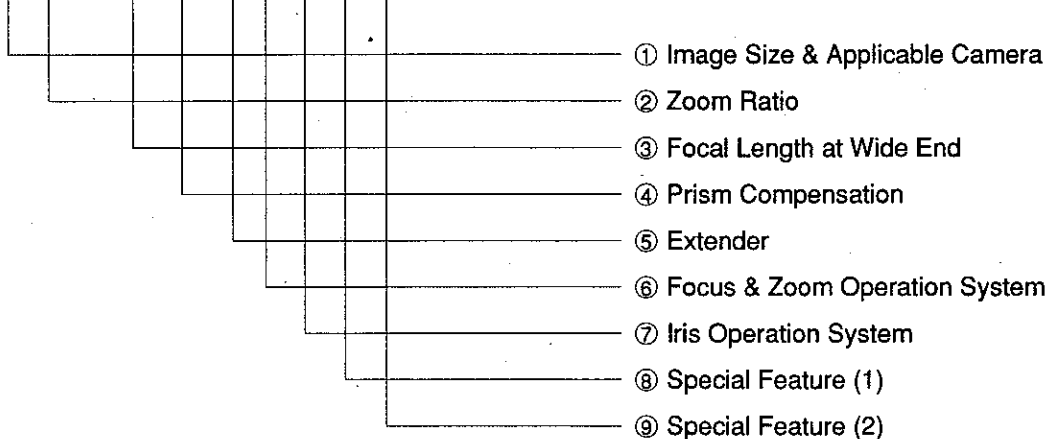 ① Image Size & Applicable Camera
② Zoom Ratio
③ Focal Length at Wide End
④ Prism Compensation
⑤ Extender
⑥ Focus & Zoom Operation System
⑦ Iris Operation System
⑧ Special Feature (1)
⑨ Special Feature (2)